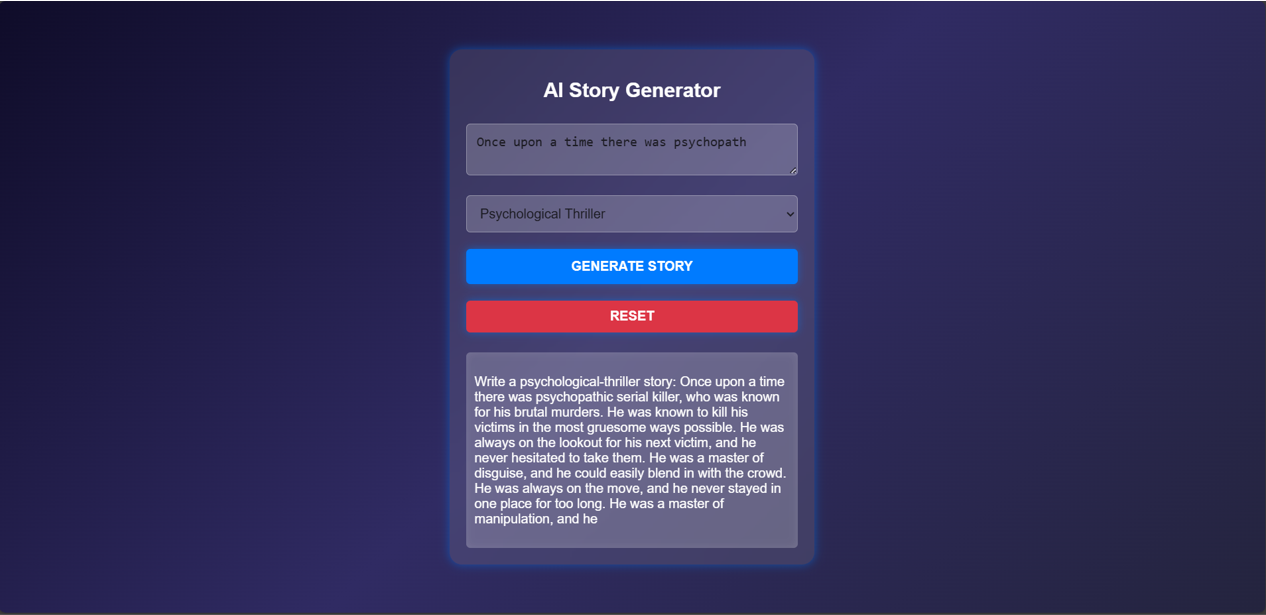 AI Story Generator
Once upon a time there was psychopath
Psychological Thriller
GENERATE STORY
RESET
Write a psychological-thriller story: Once upon a time
there was psychopathic serial killer, who was known
for his brutal murders. He was known to kill his
victims in the most gruesome ways possible. He was
always on the lookout for his next victim, and he
never hesitated to take them. He was a master of
disguise, and he could easily blend in with the crowd.
He was always on the move, and he never stayed in
one place for too long. He was a master of
manipulation, and he